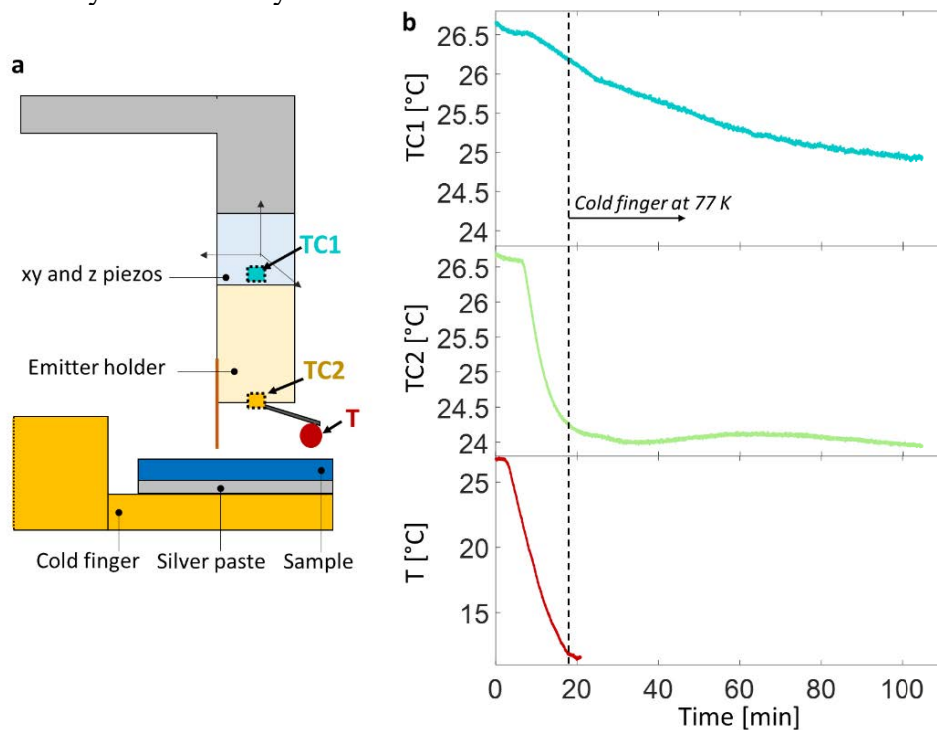 a
TC1
xy and z piezos
Emitter holder
TC2
T
Cold finger
Silver paste
Sample
b
TC1 [°C]
26.5
26
25.5
25
24.5
24
Cold finger at 77 K
TC2 [°C]
26.5
26
25.5
25
24.5
24
T [°C]
25
20
15
0
20
40
60
80
100
Time [min]